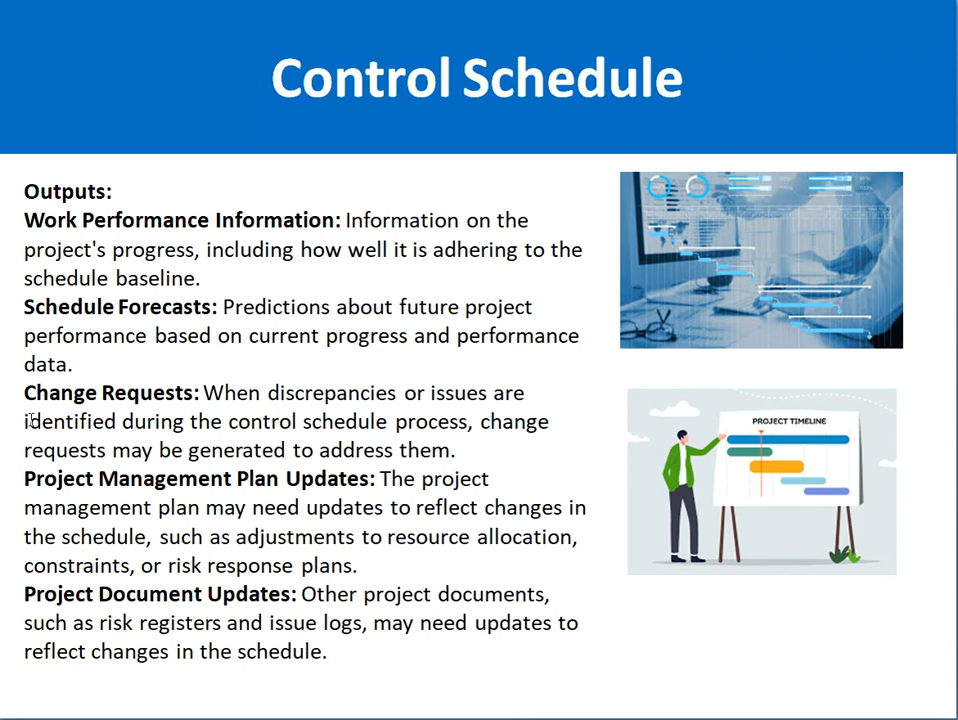 Control Schedule
Outputs:
Work Performance Information: Information on the
project's progress, including how well it is adhering to the
schedule baseline.
Schedule Forecasts: Predictions about future project
performance based on current progress and performance
data.
Change Requests: When discrepancies or issues are
identified during the control schedule process, change
requests may be generated to address them.
Project Management Plan Updates: The project
management plan may need updates to reflect changes in
the schedule, such as adjustments to resource allocation,
constraints, or risk response plans.
Project Document Updates: Other project documents,
such as risk registers and issue logs, may need updates to
reflect changes in the schedule.
PROJECT TIMELINE